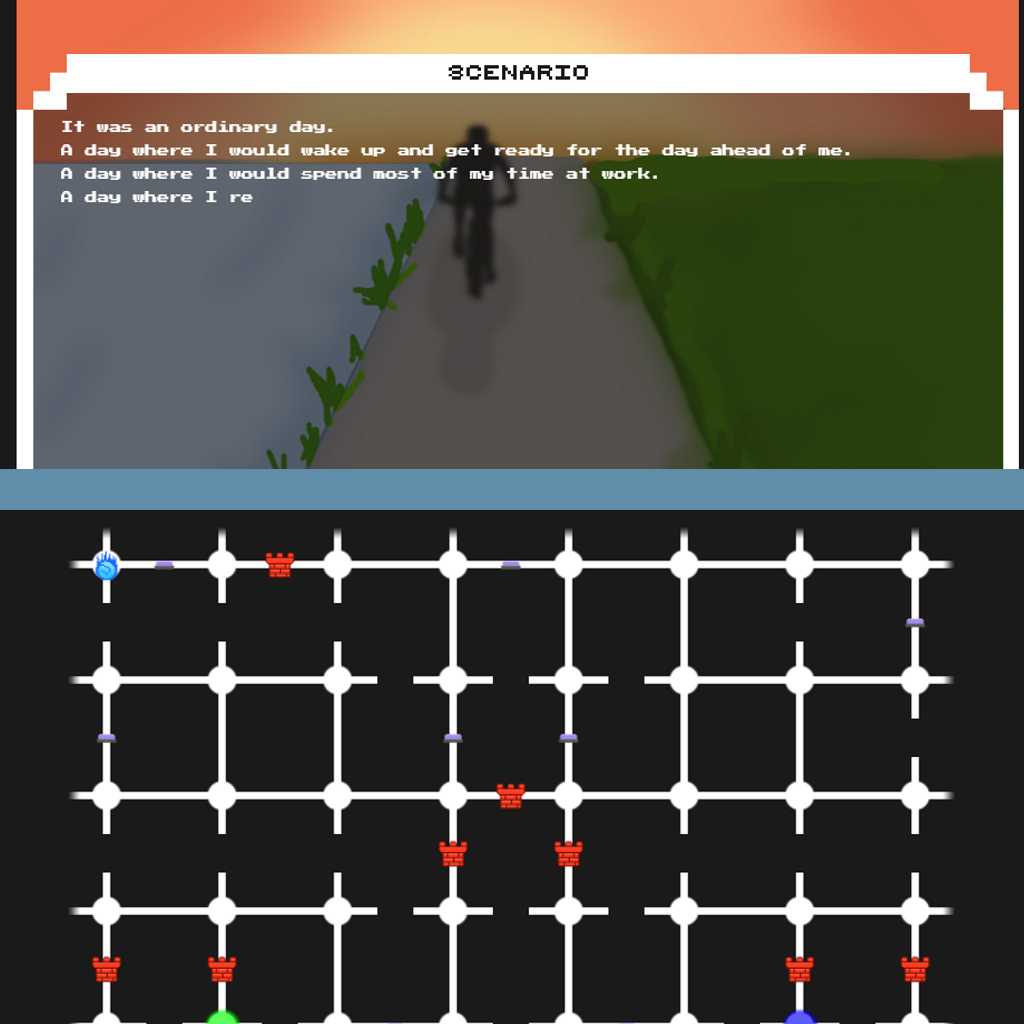 SCENARIO
It was an ordinary day.
A day where I would wake up and get ready for the day ahead of me.
A day where I would spend most of my time at work.
A day where I re